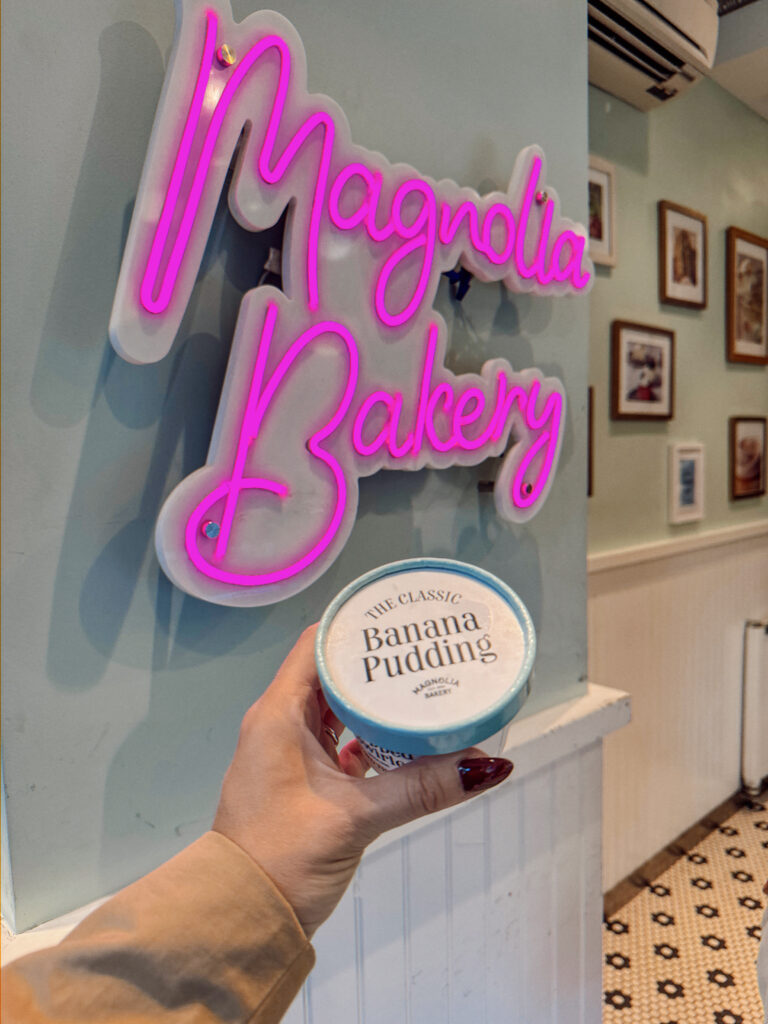 Magnolia
Bakery
THE CLASSIC
Banana
Pudding
MAGNOLIA
BAKERY